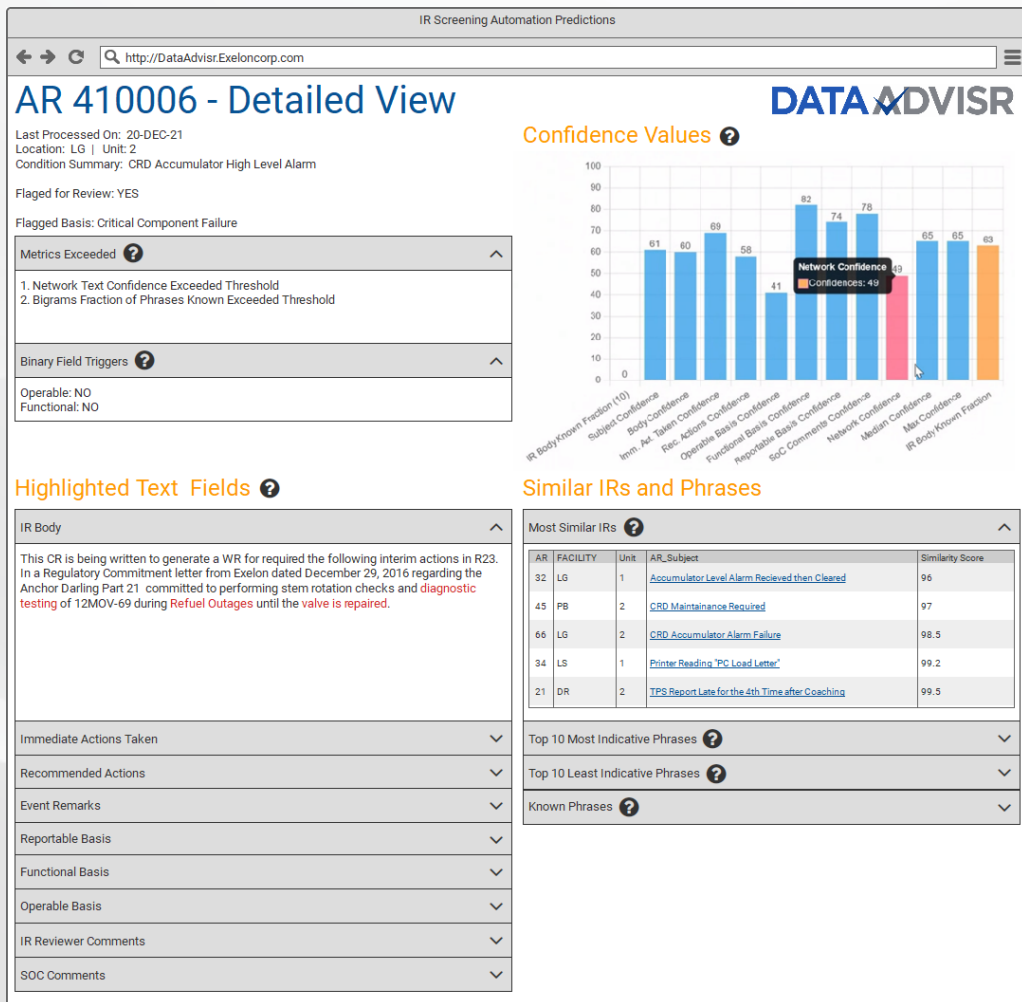 IR Screening Automation Predictions
http://DataAdvisr.Exeloncorp.com
AR 410006 - Detailed View
DATA ADVISR
Last Processed On: 20-DEC-21
Location: LG | Unit: 2
Condition Summary: CRD Accumulator High Level Alarm
Flaged for Review: YES
Flagged Basis: Critical Component Failure
Metrics Exceeded ?
1. Network Text Confidence Exceeded Threshold
2. Bigrams Fraction of Phrases Known Exceeded Threshold
Binary Field Triggers ?
Operable: NO
Functional: NO
Confidence Values ?
100
90
80
70
60
50
40
30
20
10
0
0
61
60
69
58
41
82
74
78
49
65
65
63
Network Confidence
Confidences: 49
IR Body Known Fraction (10)
Subject Confidence
Body Confidence
Imm. Act. Taken Confidence
Rec. Actions Confidence
Operable Basis Confidence
Functional Basis Confidence
Reportable Basis Confidence
SoC Comments Confidence
Network Confidence
Median Confidence
Max Confidence
IR Body Known Fraction
Highlighted Text Fields ?
IR Body
This CR is being written to generate a WR for required the following interim actions in R23.
In a Regulatory Commitment letter from Exelon dated December 29, 2016 regarding the
Anchor Darling Part 21 committed to performing stem rotation checks and diagnostic
testing of 12MOV-69 during Refuel Outages until the valve is repaired.
Immediate Actions Taken
Recommended Actions
Event Remarks
Reportable Basis
Functional Basis
Operable Basis
IR Reviewer Comments
SOC Comments
Similar IRs and Phrases
Most Similar IRs ?
AR FACILITY Unit AR_Subject Similarity Score
32 LG 1 Accumulator Level Alarm Recieved then Cleared 96
45 PB 2 CRD Maintainance Required 97
66 LG 2 CRD Accumulator Alarm Failure 98.5
34 LS 1 Printer Reading "PC Load Letter" 99.2
21 DR 2 TPS Report Late for the 4th Time after Coaching 99.5
Top 10 Most Indicative Phrases ?
Top 10 Least Indicative Phrases ?
Known Phrases ?